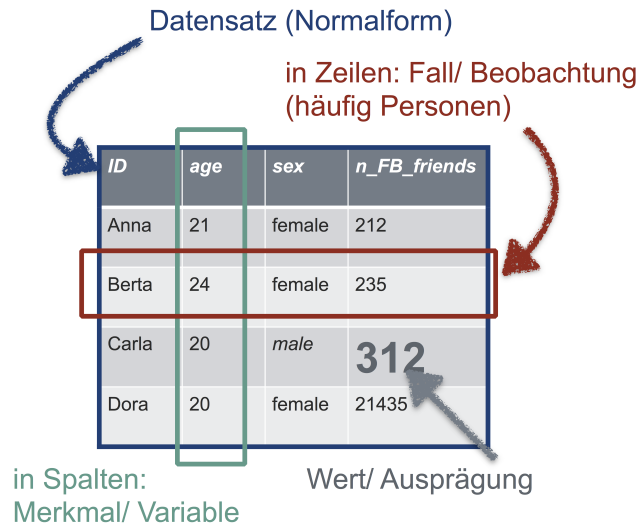 Datensatz (Normalform)
in Zeilen: Fall/ Beobachtung
(häufig Personen)
ID age sex n_FB_friends
Anna 21 female 212
Berta 24 female 235
Carla 20 male 312
Dora 20 female 21435
in Spalten:
Merkmal/ Variable
Wert/ Ausprägung